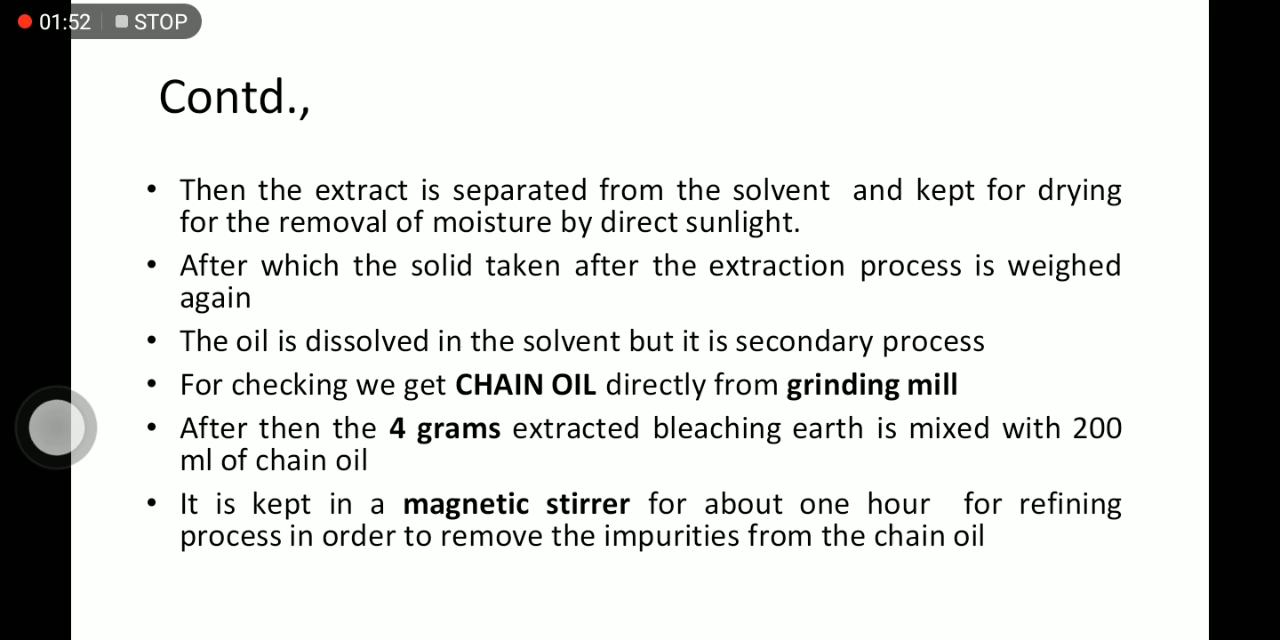 01:52 STOP
Contd.,
• Then the extract is separated from the solvent and kept for drying
for the removal of moisture by direct sunlight.
• After which the solid taken after the extraction process is weighed
again
• The oil is dissolved in the solvent but it is secondary process
• For checking we get CHAIN OIL directly from grinding mill
• After then the 4 grams extracted bleaching earth is mixed with 200
ml of chain oil
• It is kept in a magnetic stirrer for about one hour for refining
process in order to remove the impurities from the chain oil